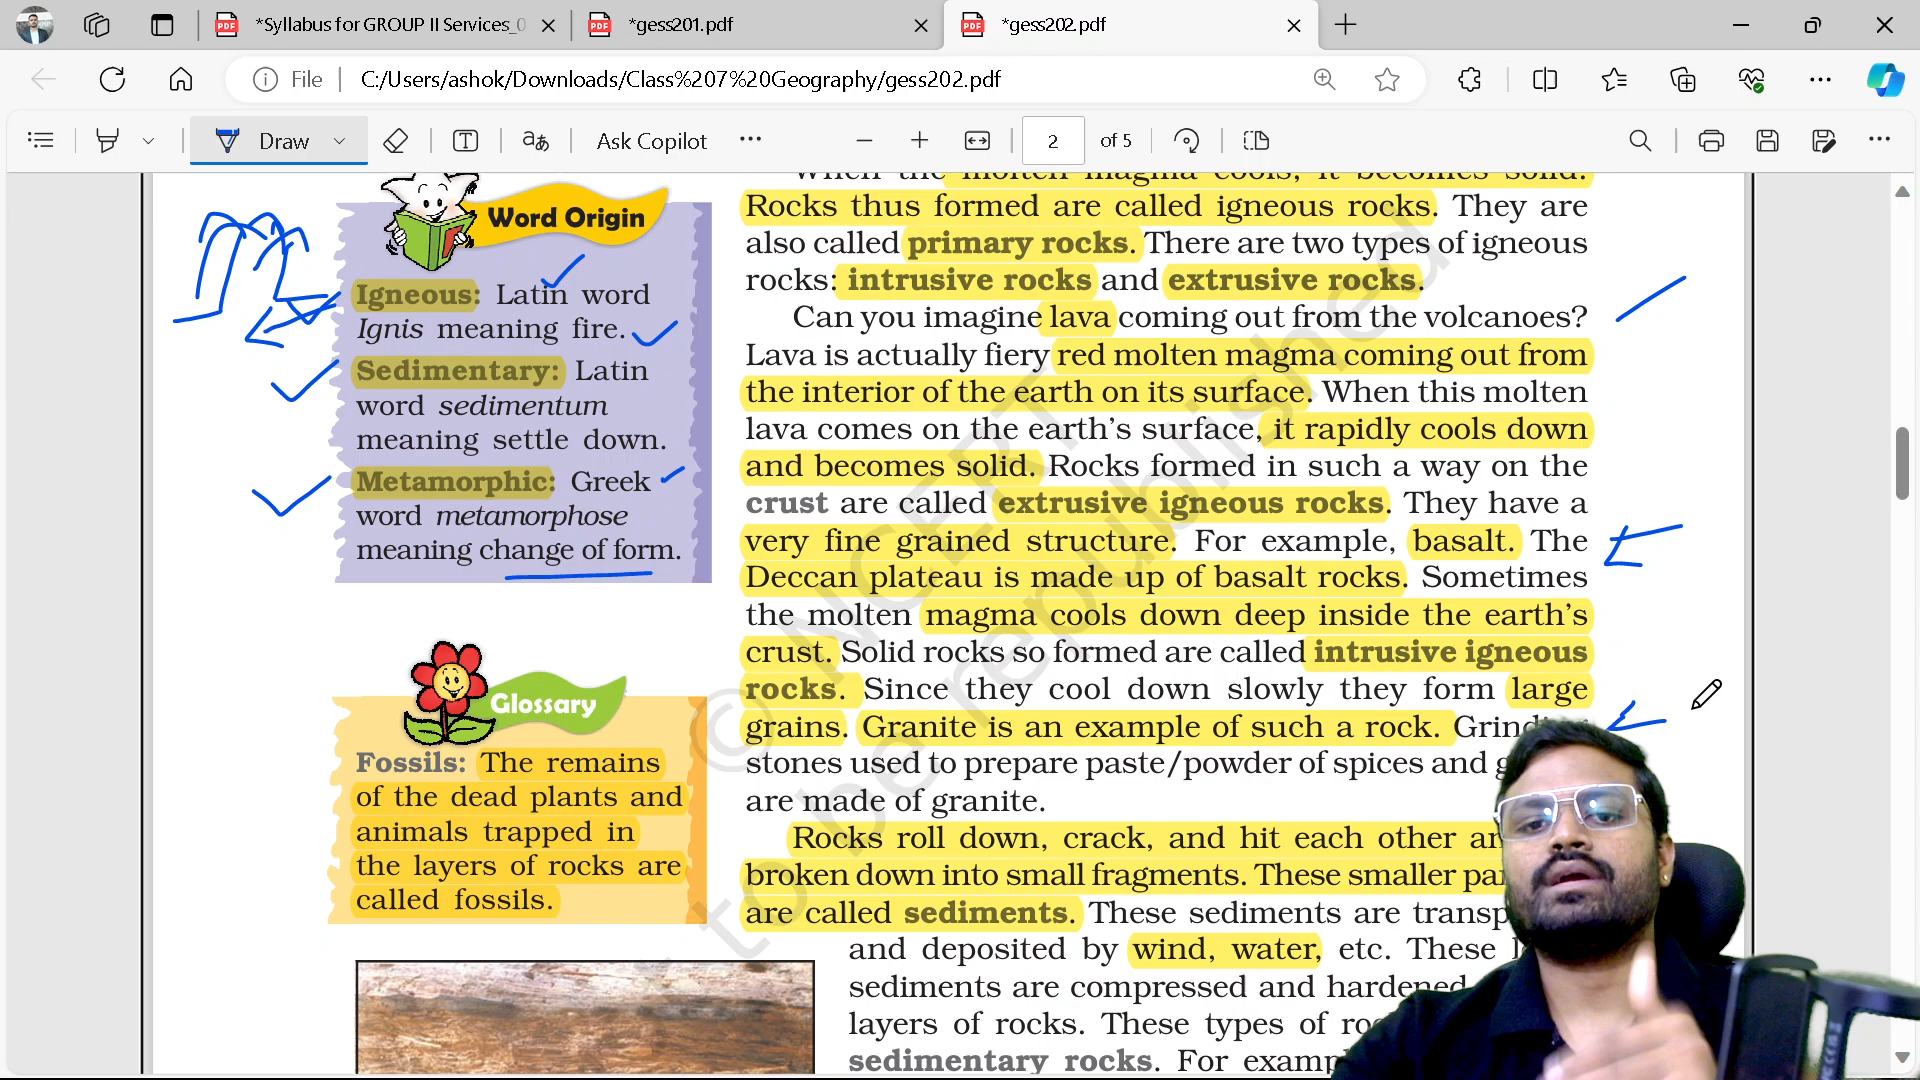 *Syllabus for GROUP II Services_0
*gess201.pdf
*gess202.pdf
File
C:/Users/ashok/Downloads/Class%207%20Geography/gess202.pdf
Draw
Ask Copilot
2 of 5
Word Origin
Igneous: Latin word
Ignis meaning fire.
Sedimentary: Latin
word sedimentum
meaning settle down.
Metamorphic: Greek
word metamorphose
meaning change of form.
Glossary
Fossils: The remains
of the dead plants and
animals trapped in
the layers of rocks are
called fossils.
When the molten magma cools, it becomes solid.
Rocks thus formed are called igneous rocks. They are
also called primary rocks. There are two types of igneous
rocks: intrusive rocks and extrusive rocks.
Can you imagine lava coming out from the volcanoes?
Lava is actually fiery red molten magma coming out from
the interior of the earth on its surface. When this molten
lava comes on the earth's surface, it rapidly cools down
and becomes solid. Rocks formed in such a way on the
crust are called extrusive igneous rocks. They have a
very fine grained structure. For example, basalt. The
Deccan plateau is made up of basalt rocks. Sometimes
the molten magma cools down deep inside the earth's
crust. Solid rocks so formed are called intrusive igneous
rocks. Since they cool down slowly they form large
grains. Granite is an example of such a rock. Grinding
stones used to prepare paste/powder of spices and
are made of granite.
Rocks roll down, crack, and hit each other
broken down into small fragments. These smaller
are called sediments. These sediments are
and deposited by wind, water, etc. These
sediments are compressed and hardened
layers of rocks. These types of
sedimentary rocks. For
© NCERT
to be republished